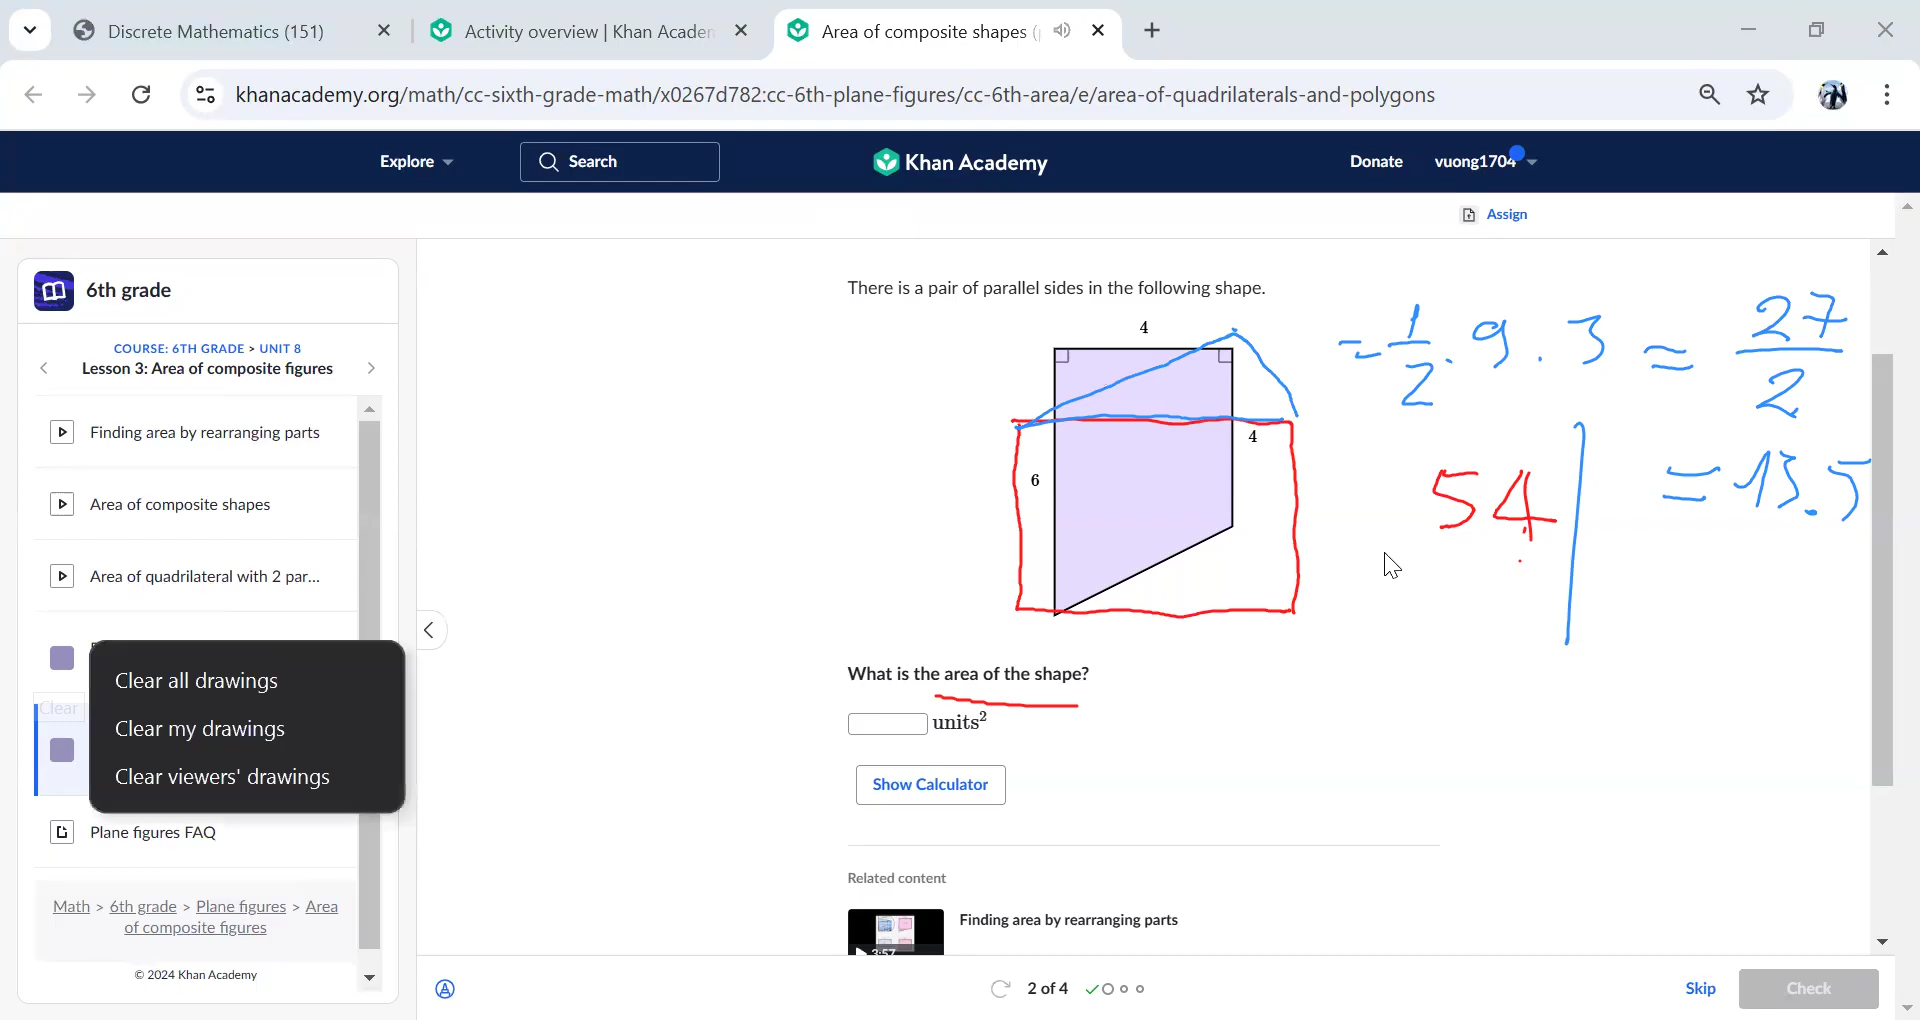 Discrete Mathematics (151)
Activity overview | Khan Academ
Area of composite shapes (
khanacademy.org/math/cc-sixth-grade-math/x0267d782:cc-6th-plane-figures/cc-6th-area/e/area-of-quadrilaterals-and-polygons
Explore
Search
Khan Academy
Donate
vuong1704
Assign
6th grade
COURSE: 6TH GRADE > UNIT 8
Lesson 3: Area of composite figures
Finding area by rearranging parts
Area of composite shapes
Area of quadrilateral with 2 par...
Clear
Clear all drawings
Clear my drawings
Clear viewers' drawings
Plane figures FAQ
Math > 6th grade > Plane figures > Area
of composite figures
© 2024 Khan Academy
There is a pair of parallel sides in the following shape.
4
4
6
= 1/2 . 9 . 3 = 27/2
54
= 13.5
What is the area of the shape?
units²
Show Calculator
Related content
3:57
Finding area by rearranging parts
2 of 4
Skip
Check